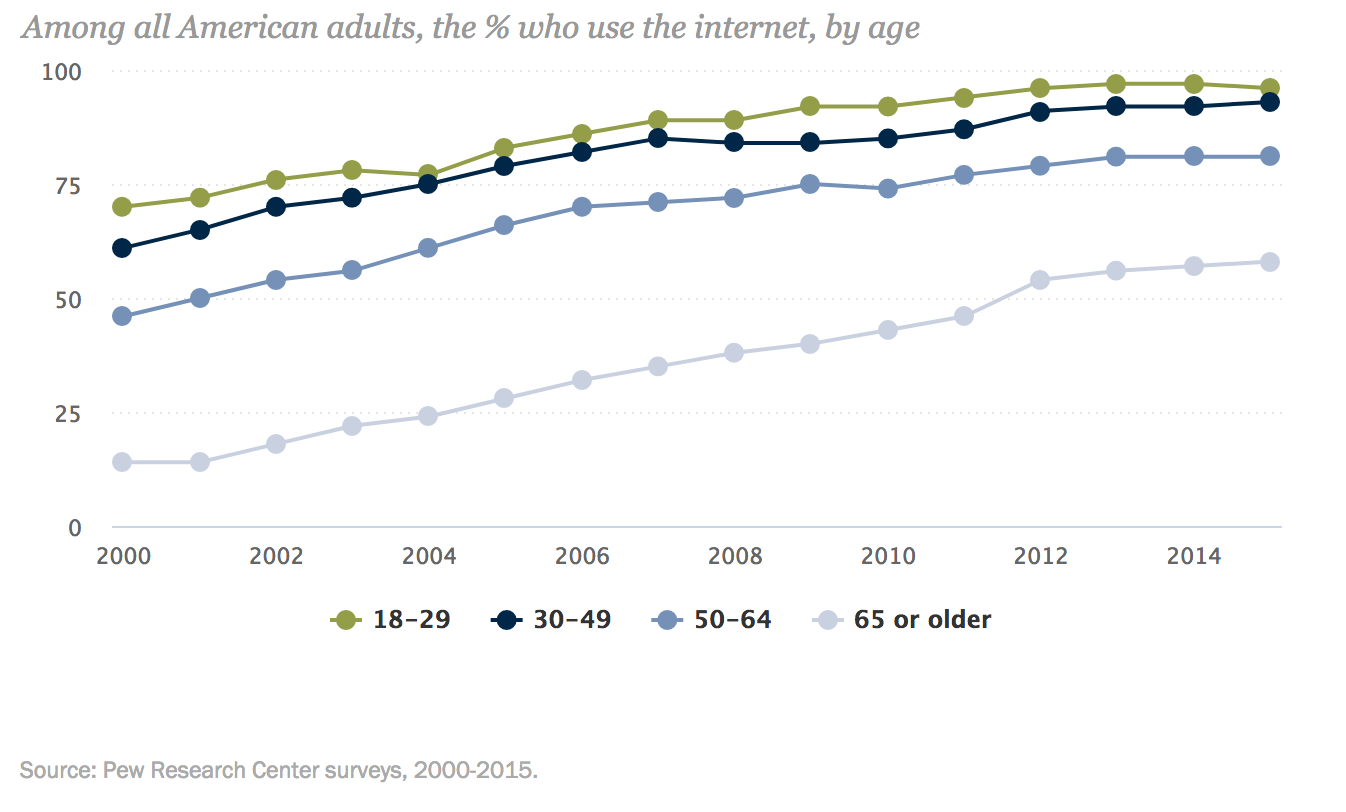 Among all American adults, the % who use the internet, by age
100
75
50
25
0
2000 2002 2004 2006 2008 2010 2012 2014
18–29 30–49 50–64 65 or older
Source: Pew Research Center surveys, 2000-2015.